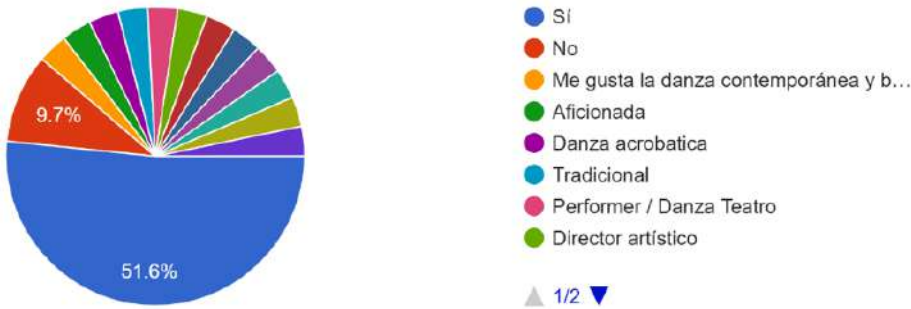 9.7%
51.6%
Sí
No
Me gusta la danza contemporánea y b...
Aficionada
Danza acrobatica
Tradicional
Performer / Danza Teatro
Director artístico
1/2